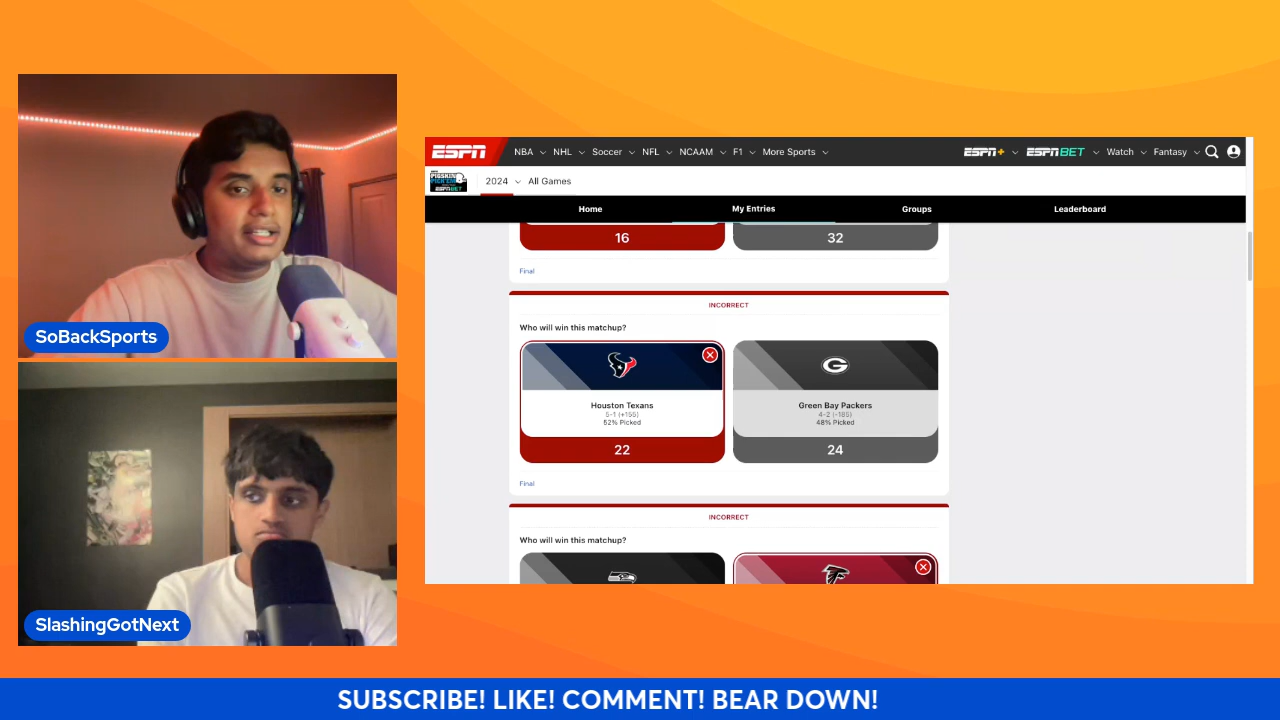 SoBackSports
SlashingGotNext
ESPN
NBA NHL Soccer NFL NCAAM F1 More Sports
ESPN+ ESPN BET Watch Fantasy
2024 All Games
Home My Entries Groups Leaderboard
16 32
Final
INCORRECT
Who will win this matchup?
Houston Texans Green Bay Packers
5-1 (+155) 4-2 (-185)
52% Picked 48% Picked
22 24
Final
INCORRECT
Who will win this matchup?
SUBSCRIBE! LIKE! COMMENT! BEAR DOWN!